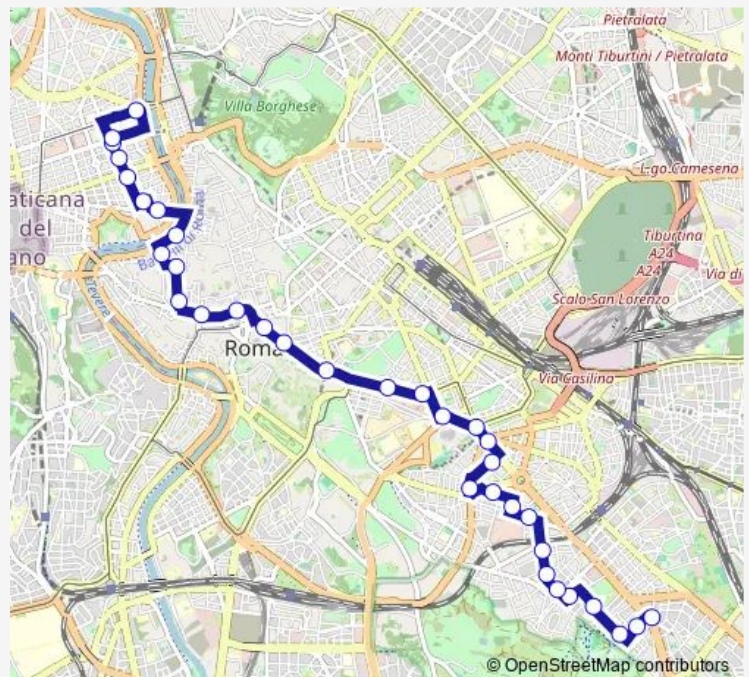 Pietralata
Monti Tiburtini / Pietralata
Villa Borghese
L.go Camesena
aticana
del
ano
Tiburtina
A24
A24
Via di
Tevere
Scalo San Lorenzo
Roma
Via Casilina
© OpenStreetMap contributors